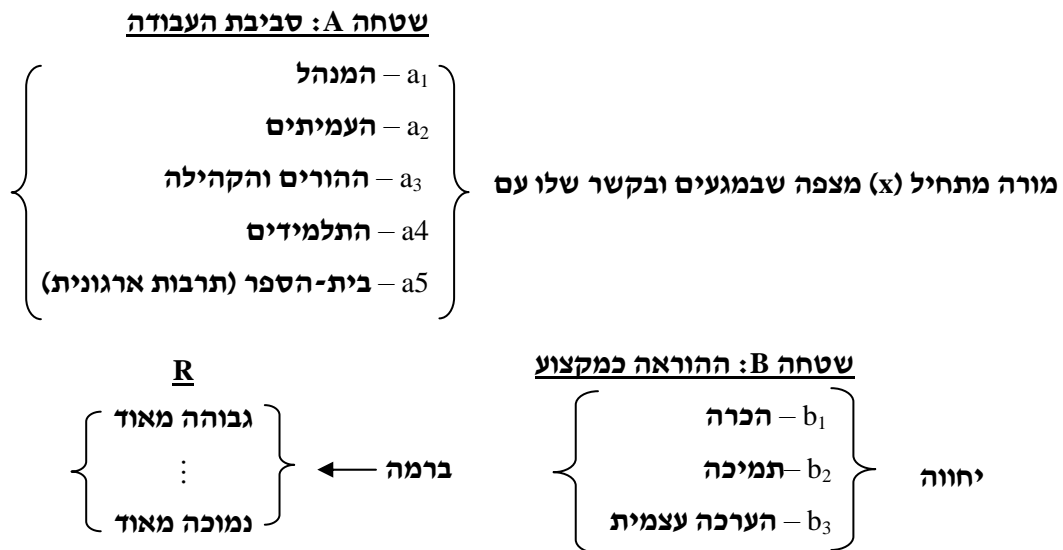 שטחה A: סביבת העבודה
a1 – המנהל
a2 – העמיתים
a3 – ההורים והקהילה
מורה מתחיל (x) מצפה שבמגעים ובקשר שלו עם
a4 – התלמידים
a5 – בית-הספר (תרבות ארגונית)
שטחה B: ההוראה כמקצוע
b1 – הכרה
יחווה
b2 –תמיכה
b3 – הערכה עצמית
ברמה
R
גבוהה מאוד
⋮
נמוכה מאוד